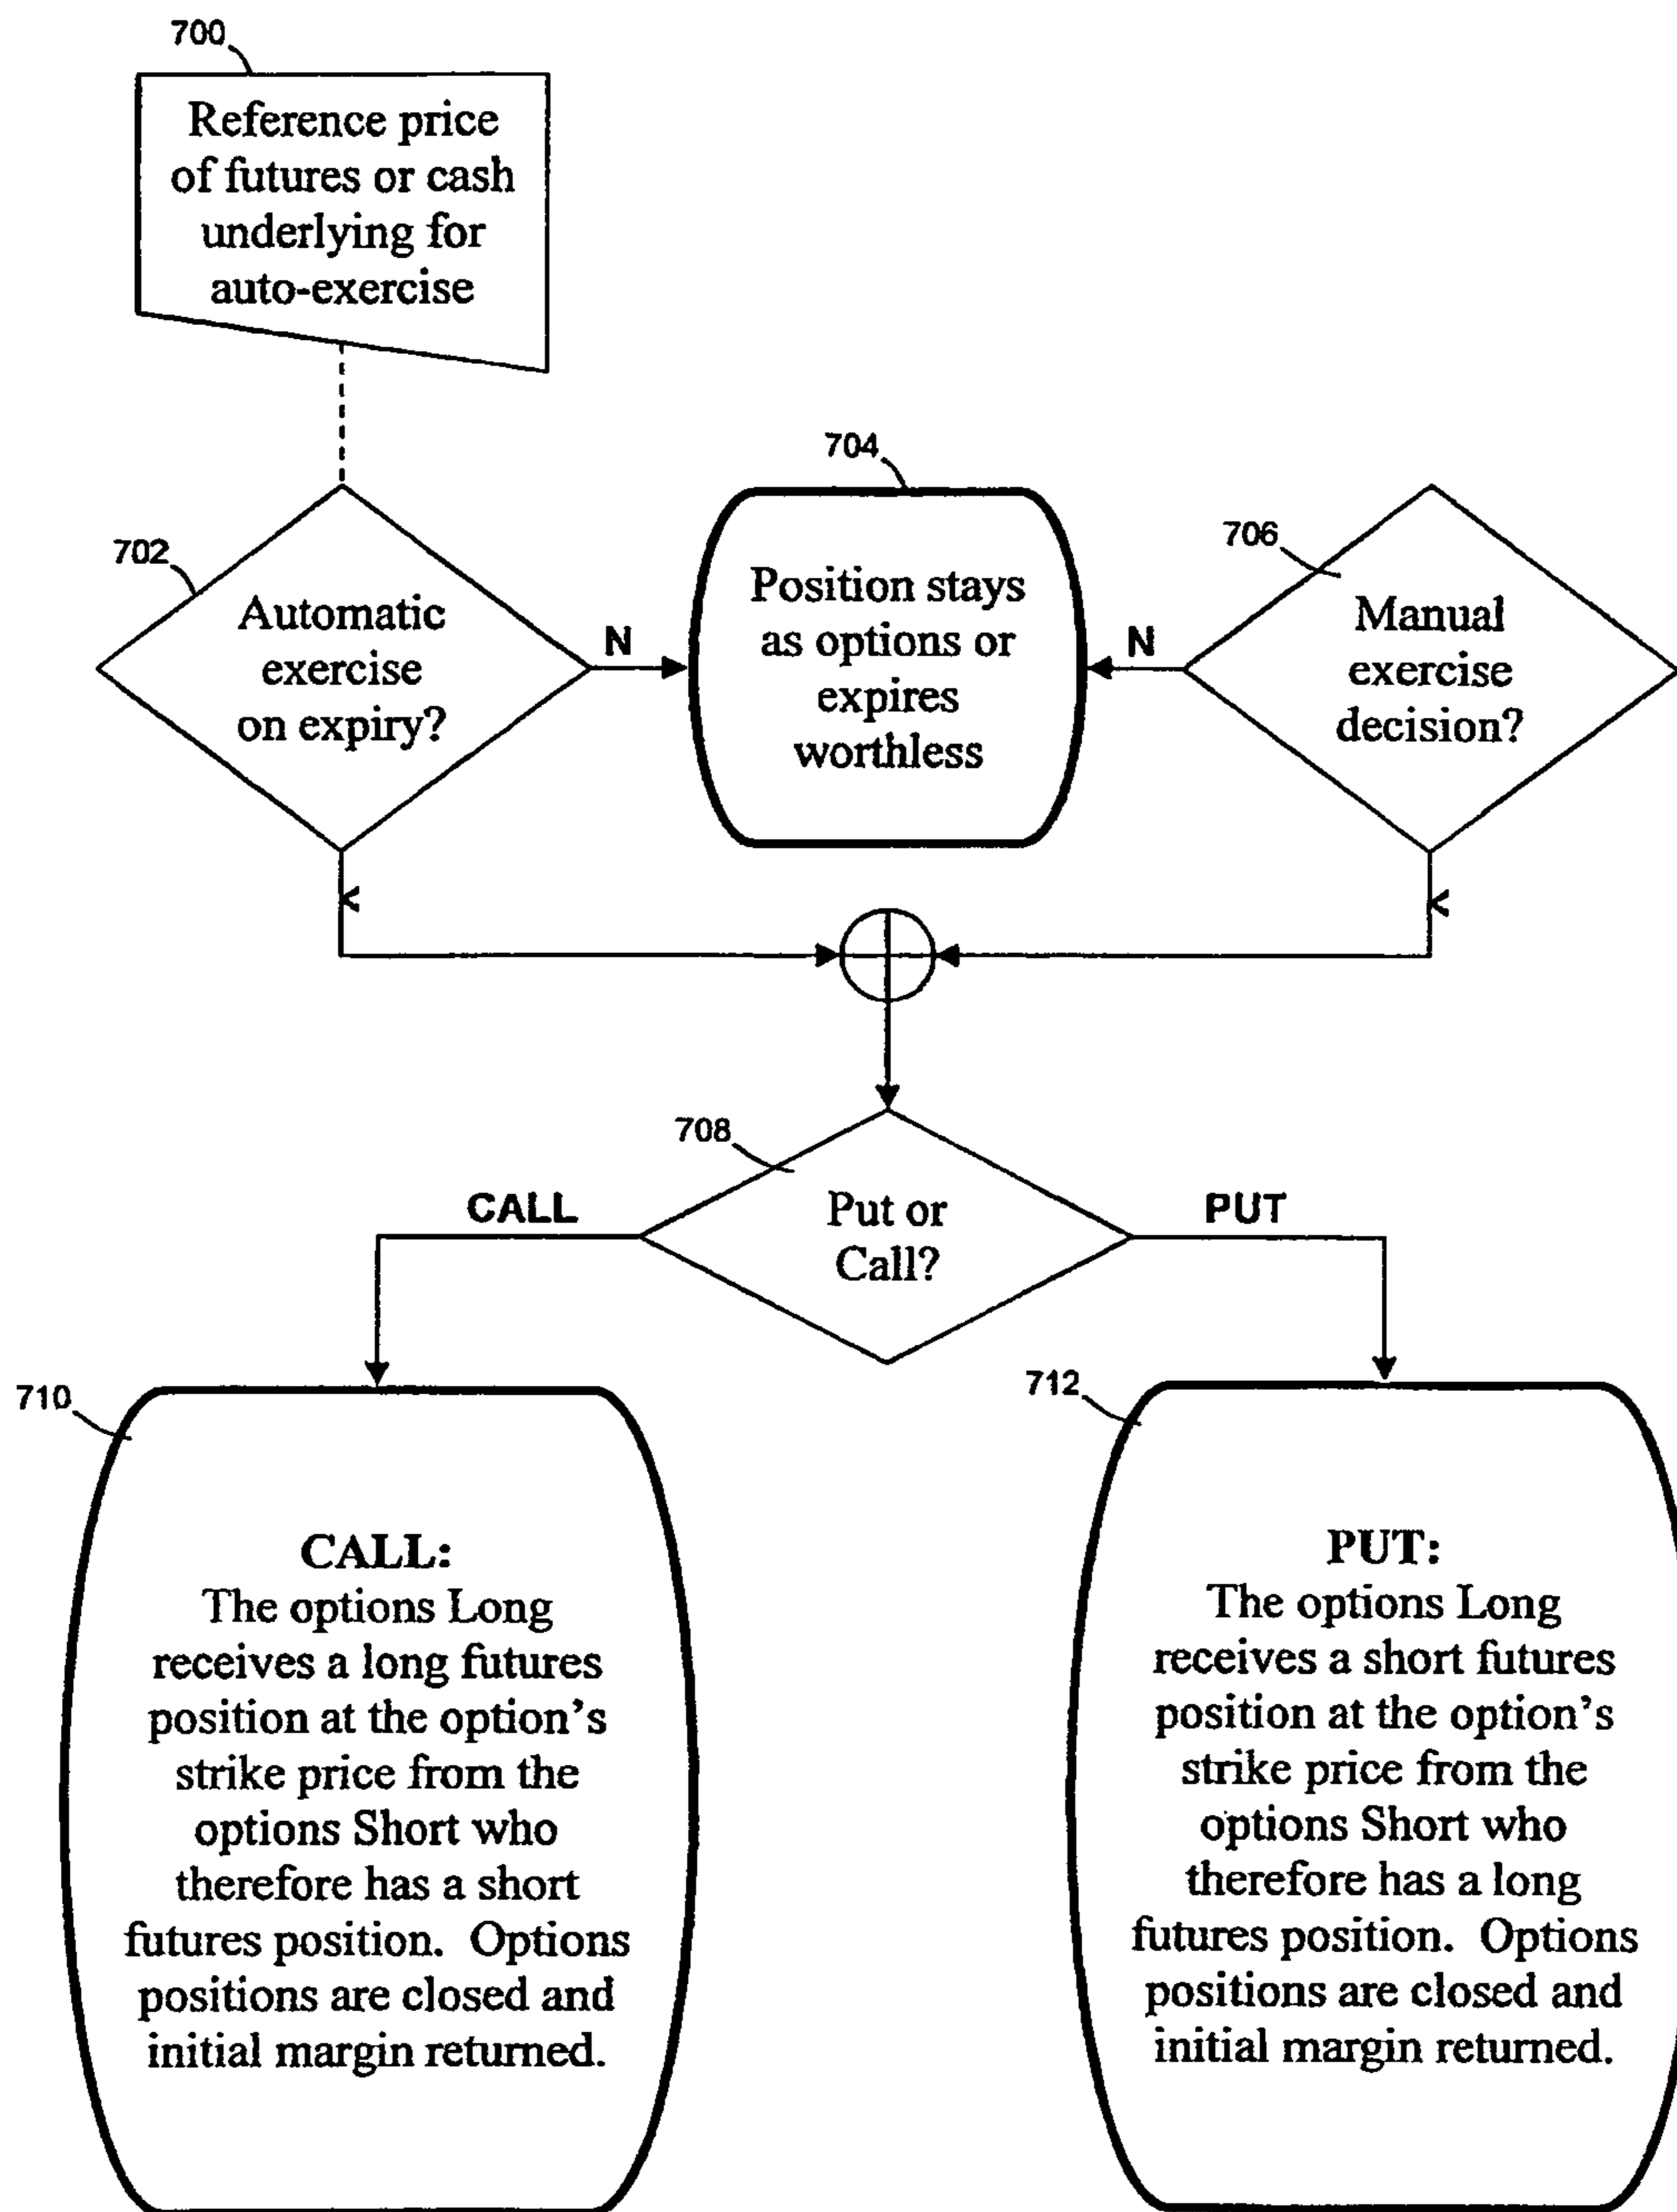 700
Reference price
of futures or cash
underlying for
auto-exercise
702
Automatic
exercise
on expiry?
N
704
Position stays
as options or
expires
worthless
N
706
Manual
exercise
decision?
Y
Y
708
Put or
Call?
CALL
PUT
710
CALL:
The options Long
receives a long futures
position at the option's
strike price from the
options Short who
therefore has a short
futures position. Options
positions are closed and
initial margin returned.
712
PUT:
The options Long
receives a short futures
position at the option's
strike price from the
options Short who
therefore has a long
futures position. Options
positions are closed and
initial margin returned.